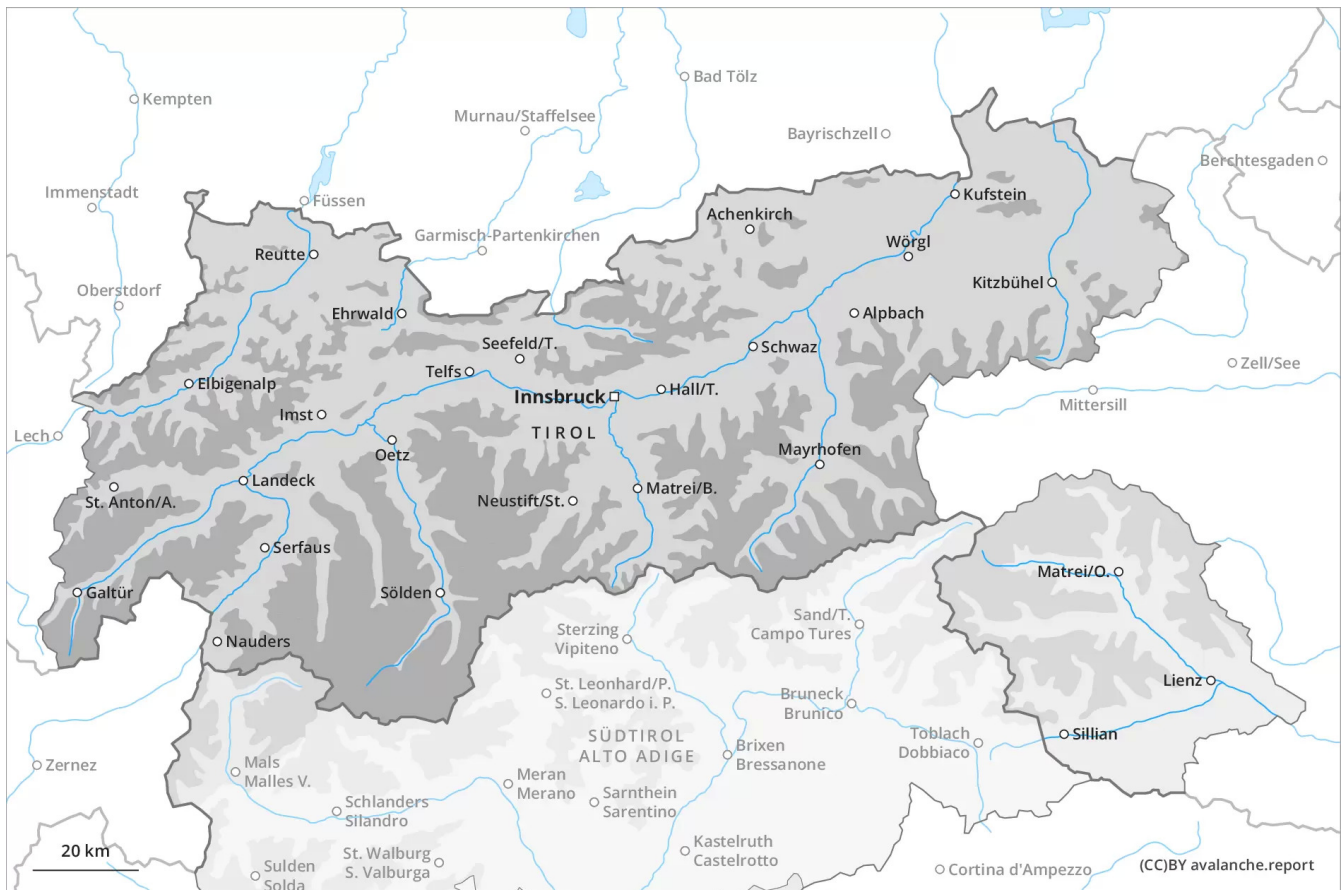 Bad Tölz
Kempten
Murnau/Staffelsee
Bayrischzell
Berchtesgaden
Immenstadt
Füssen
Kufstein
Achenkirch
Garmisch-Partenkirchen
Wörgl
Reutte
Kitzbühel
Oberstdorf
Ehrwald
Alpbach
Seefeld/T.
Schwaz
Zell/See
Telfs
Elbigenalp
Hall/T.
Innsbruck
Mittersill
Imst
TIROL
Lech
Oetz
Mayrhofen
Landeck
Matrei/B.
St. Anton/A.
Neustift/St.
Serfaus
Matrei/O.
Galtür
Sölden
Sand/T.
Campo Tures
Sterzing
Vipiteno
Nauders
Lienz
St. Leonhard/P.
S. Leonardo i. P.
Bruneck
Brunico
Sillian
SÜDTIROL
ALTO ADIGE
Toblach
Dobbiaco
Brixen
Bressanone
Zernez
Mals
Malles V.
Meran
Merano
Sarnthein
Sarentino
Schlanders
Silandro
Kastelruth
Castelrotto
20 km
St. Walburg
S. Valburga
Sulden
Solda
Cortina d'Ampezzo
(CC)BY avalanche.report